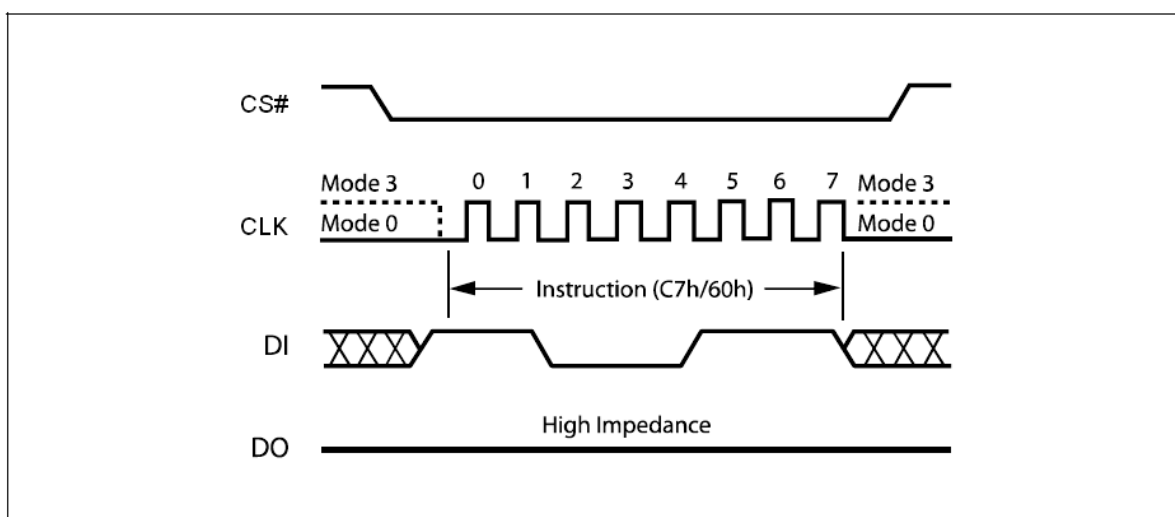 CS#
Mode 3 0 1 2 3 4 5 6 7 Mode 3
CLK Mode 0 Mode 0
Instruction (C7h/60h)
DI
High Impedance
DO